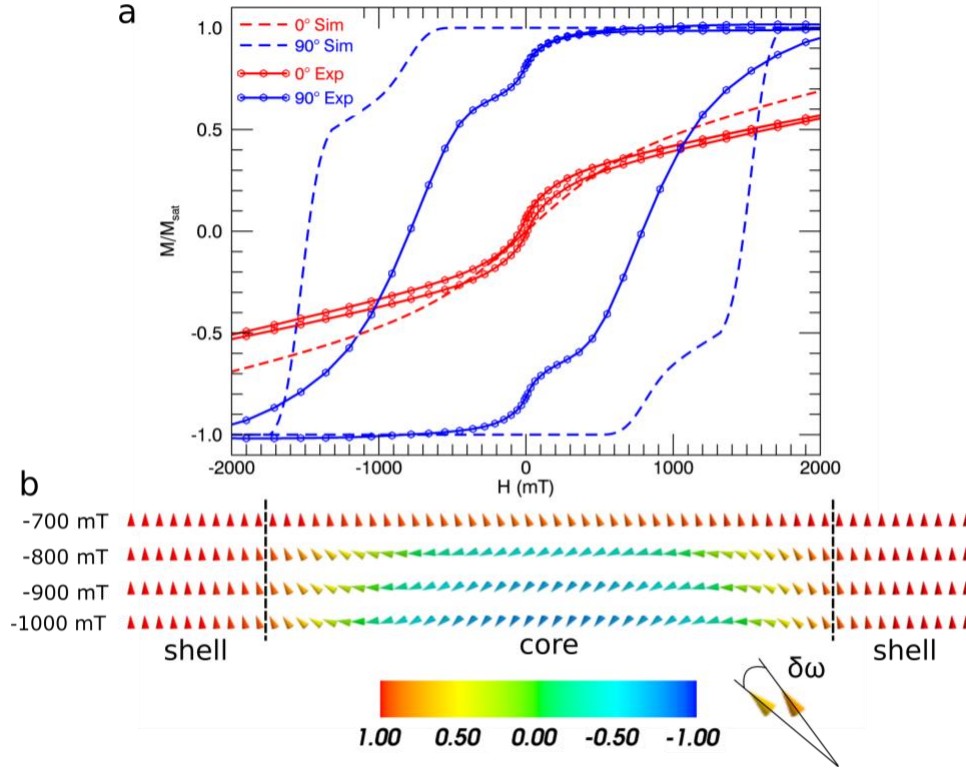 a
0° Sim
90° Sim
0° Exp
90° Exp
1.0
0.5
0.0
-0.5
-1.0
M/Msat
-2000 -1000 0 1000 2000
H (mT)
b
-700 mT
-800 mT
-900 mT
-1000 mT
shell core shell
δω
1.00 0.50 0.00 -0.50 -1.00